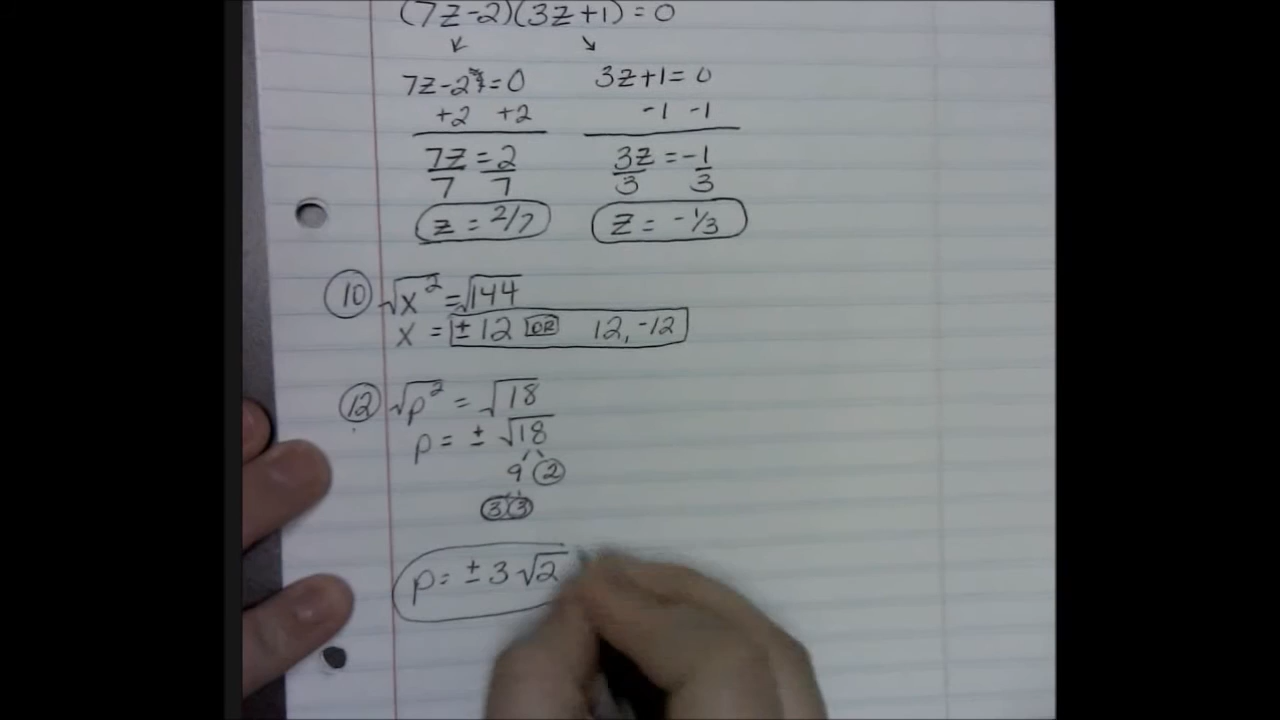 (7z-2)(3z+1)=0
↙ ↘
7z-2=0 3z+1=0
+2 +2 -1 -1
7z=2 3z=-1
7 7 3 3
z=2/7 z=-1/3
10 √x² =√144
x=±12 OR 12,-12
12 √p² = √18
p= ± √18
9 2
3 3
p= ± 3√2